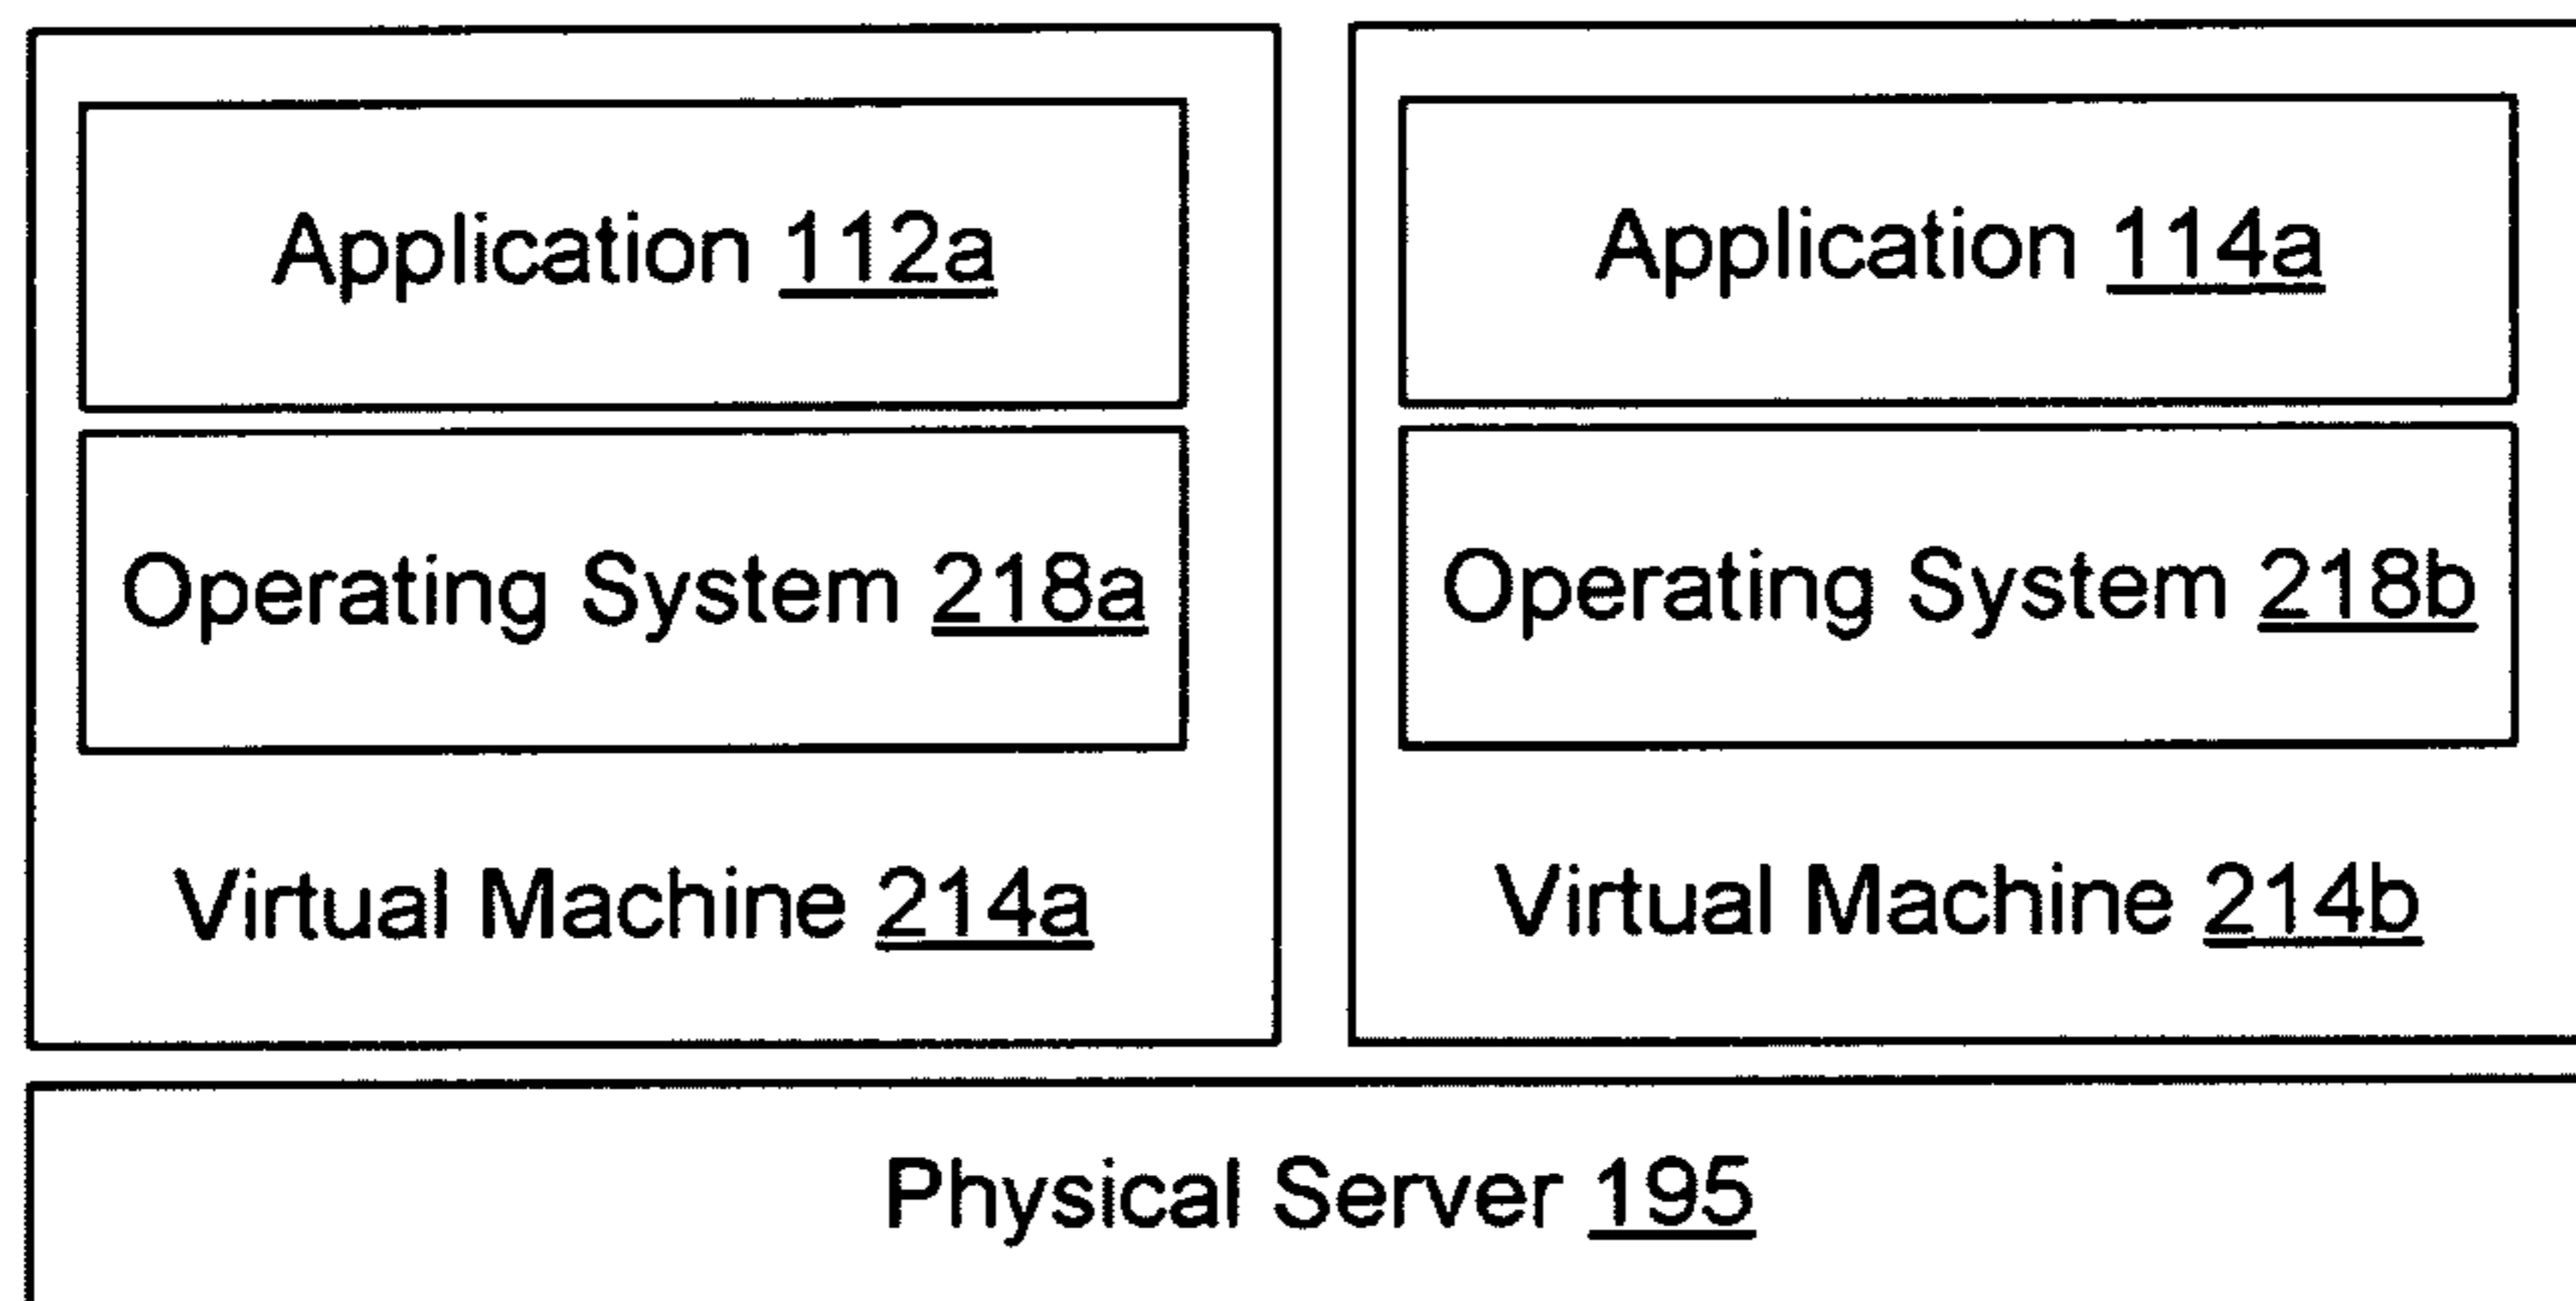 Application 112a
Operating System 218a
Virtual Machine 214a
Application 114a
Operating System 218b
Virtual Machine 214b
Physical Server 195